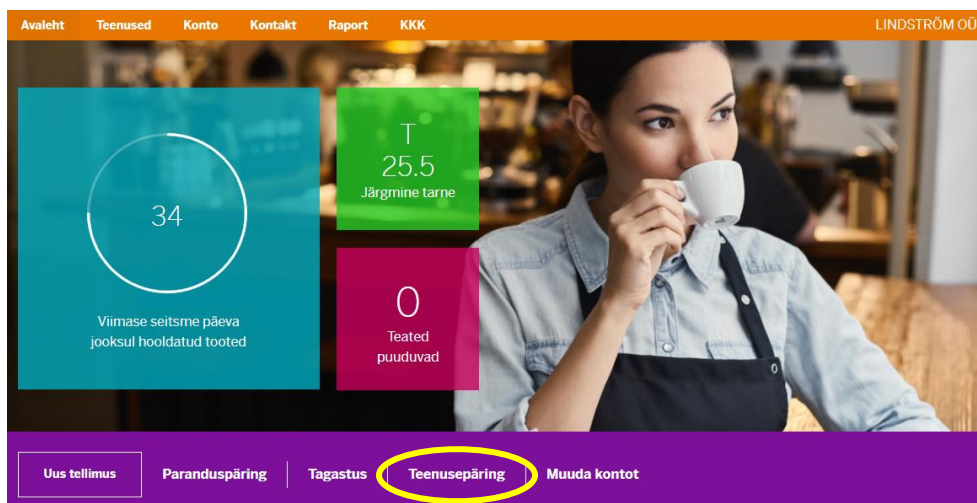 Avaleht Teenused Konto Kontakt Raport KKK LINDSTRÖM OÜ
34
Viimase seitsme päeva
jooksul hooldatud tooted
T
25.5
Järgmine tarne
0
Teated
puuduvad
Uus tellimus Paranduspäring Tagastus Teenusepäring Muuda kontot